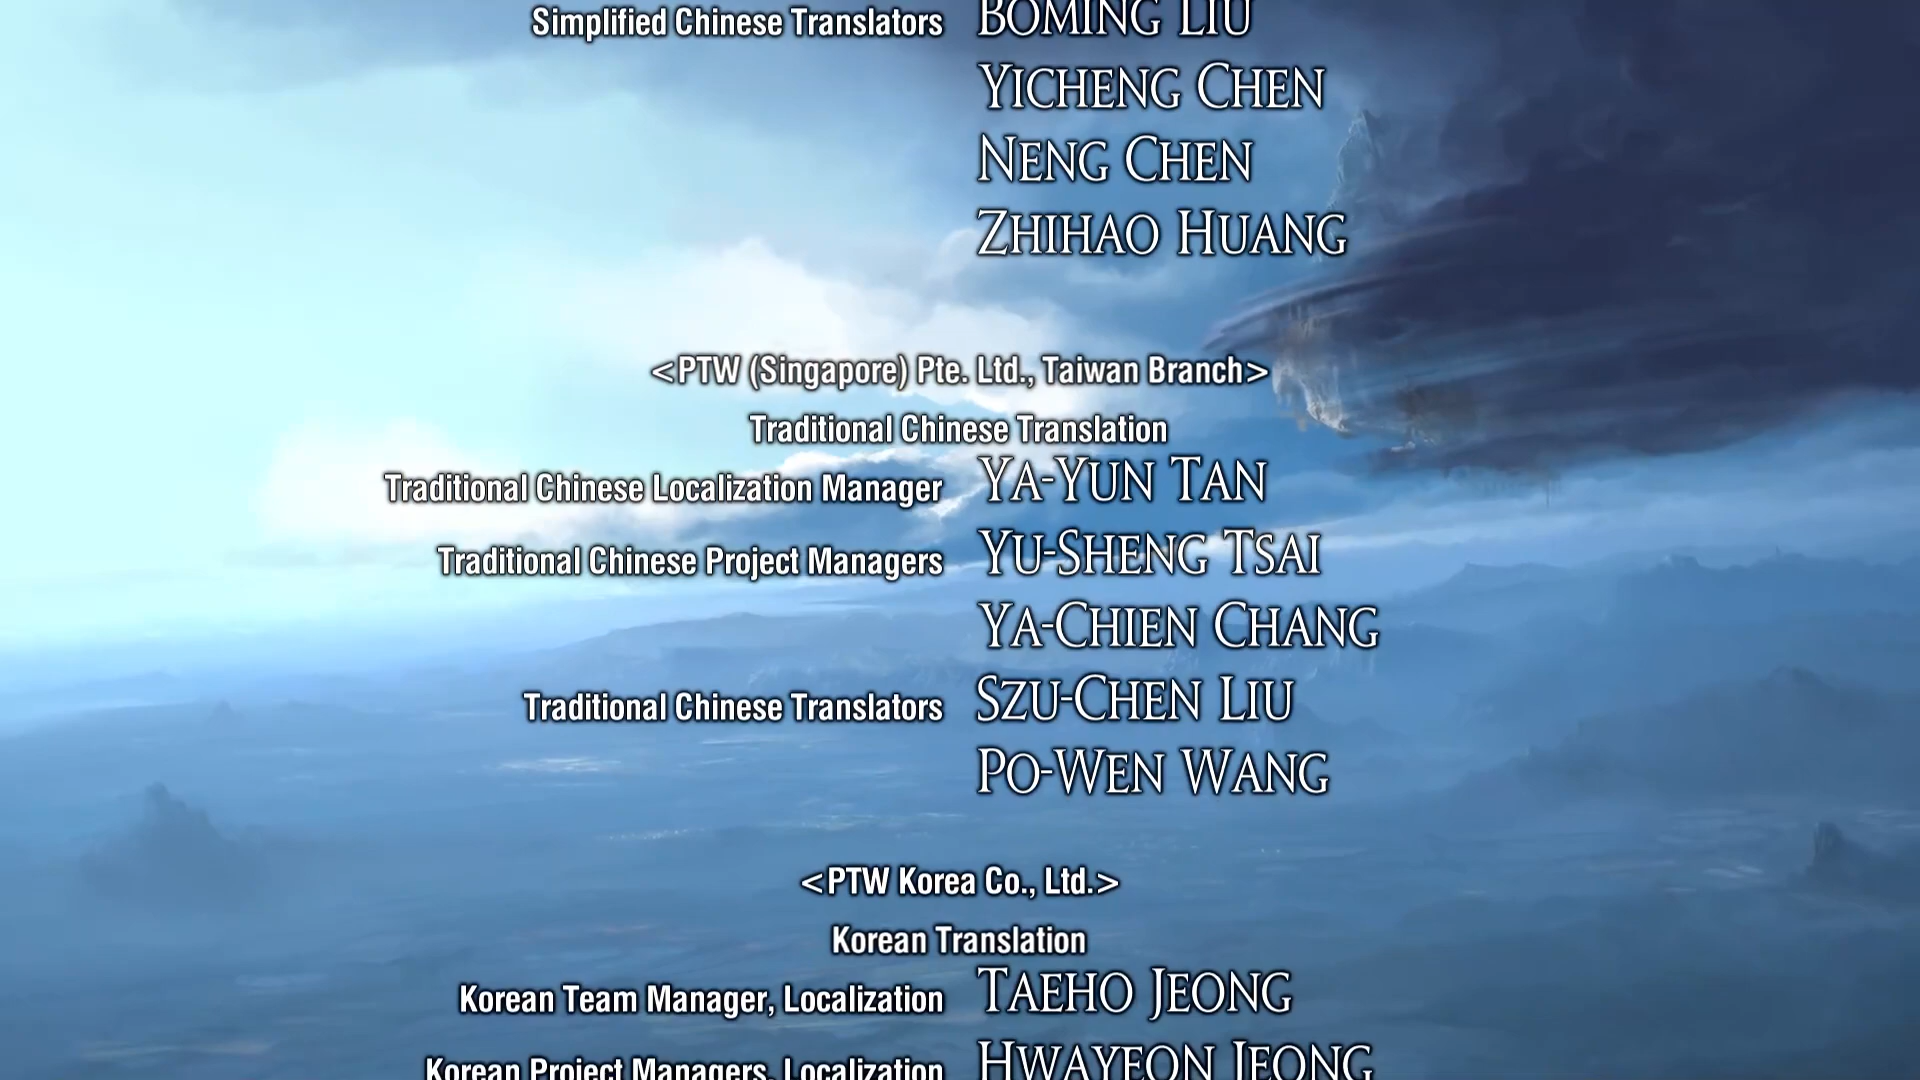 Simplified Chinese Translators BOMING LIU
YICHENG CHEN
NENG CHEN
ZHIHAO HUANG
<PTW (Singapore) Pte. Ltd., Taiwan Branch>
Traditional Chinese Translation
Traditional Chinese Localization Manager YA-YUN TAN
Traditional Chinese Project Managers YU-SHENG TSAI
YA-CHIEN CHANG
Traditional Chinese Translators SZU-CHEN LIU
PO-WEN WANG
<PTW Korea Co., Ltd.>
Korean Translation
Korean Team Manager, Localization TAEHO JEONG
Korean Project Managers, Localization HWAYEON JEONG